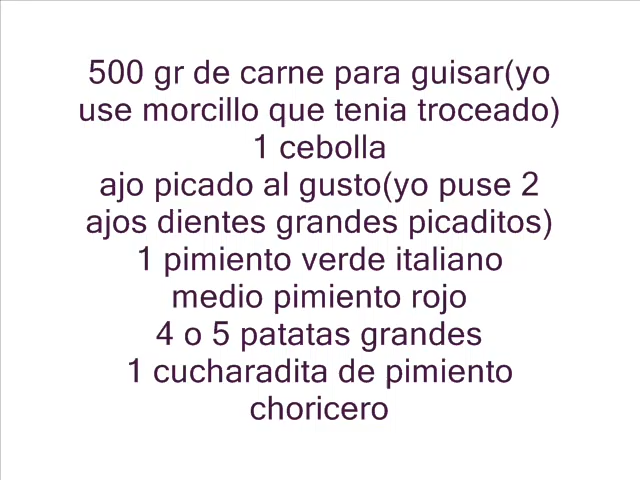 500 gr de carne para guisar(yo
use morcillo que tenia troceado)
1 cebolla
ajo picado al gusto(yo puse 2
ajos dientes grandes picaditos)
1 pimiento verde italiano
medio pimiento rojo
4 o 5 patatas grandes
1 cucharadita de pimiento
choricero